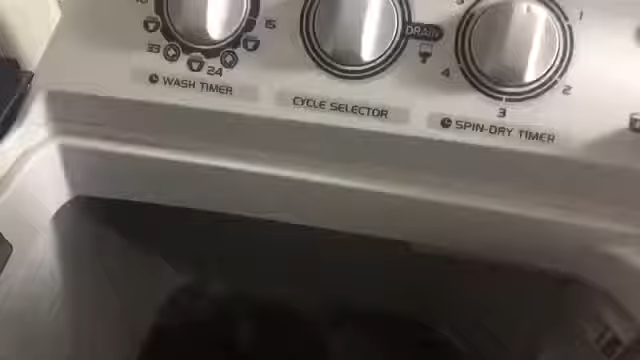 15
33
24
DRAIN
1
2
3
4
WASH TIMER
CYCLE SELECTOR
SPIN-DRY TIMER